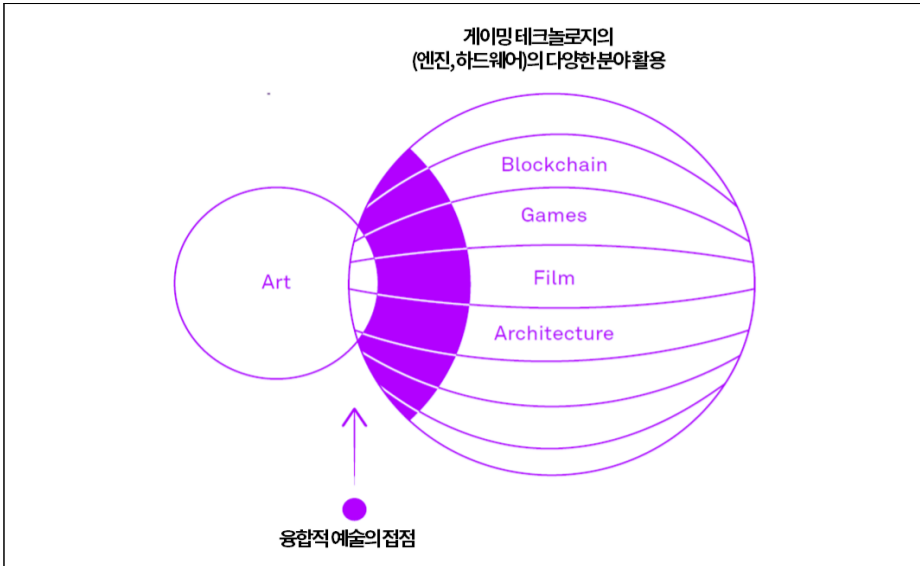 게이밍 테크놀로지의
(엔진, 하드웨어)의 다양한 분야 활용
Blockchain
Games
Art
Film
Architecture
융합적 예술의 접점